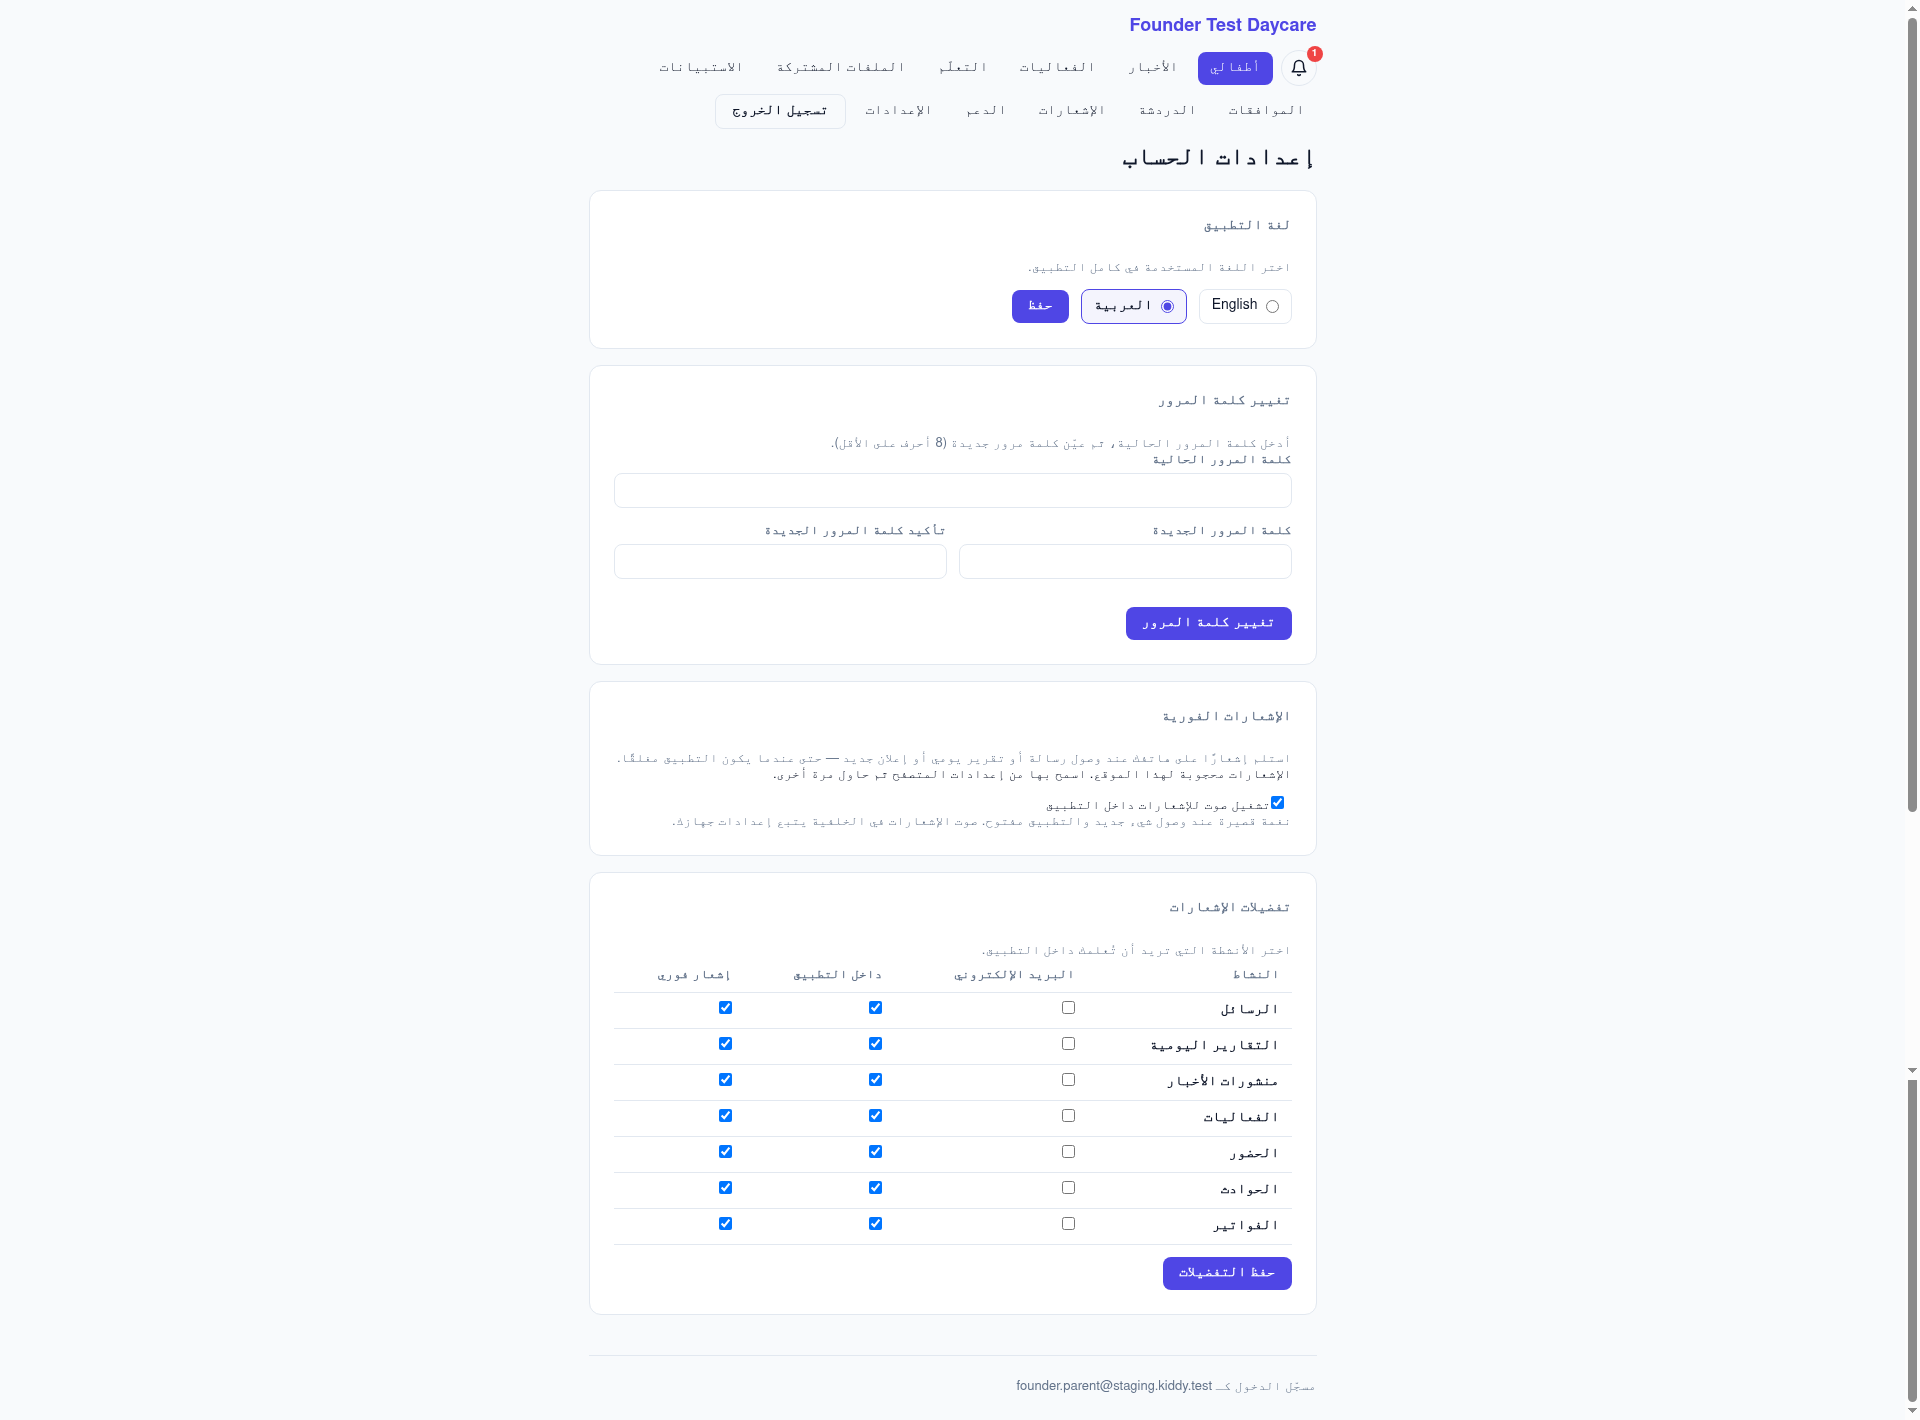 Founder Test Daycare
1
أطفالي الأخبار الفعاليات التعلّم الملفات المشتركة الاستبيانات
الموافقات الدردشة الإشعارات الدعم الإعدادات تسجيل الخروج
إعدادات الحساب
لغة التطبيق
اختر اللغة المستخدمة في كامل التطبيق.
English العربية حفظ
تغيير كلمة المرور
أدخل كلمة المرور الحالية، ثم عيّن كلمة مرور جديدة (8 أحرف على الأقل).
كلمة المرور الحالية
كلمة المرور الجديدة تأكيد كلمة المرور الجديدة
تغيير كلمة المرور
الإشعارات الفورية
استلم إشعارًا على هاتفك عند وصول رسالة أو تقرير يومي أو إعلان جديد — حتى عندما يكون التطبيق مغلقًا.
الإشعارات محجوبة لهذا الموقع. اسمح بها من إعدادات المتصفح ثم حاول مرة أخرى.
تشغيل صوت للإشعارات داخل التطبيق
نغمة قصيرة عند وصول شيء جديد والتطبيق مفتوح. صوت الإشعارات في الخلفية يتبع إعدادات جهازك.
تفضيلات الإشعارات
اختر الأنشطة التي تريد أن نُعلمك داخل التطبيق.
النشاط البريد الإلكتروني داخل التطبيق إشعار فوري
الرسائل
التقارير اليومية
منشورات الأخبار
الفعاليات
الحضور
الحوادث
الفواتير
حفظ التفضيلات
مسجّل الدخول كـ founder.parent@staging.kiddy.test